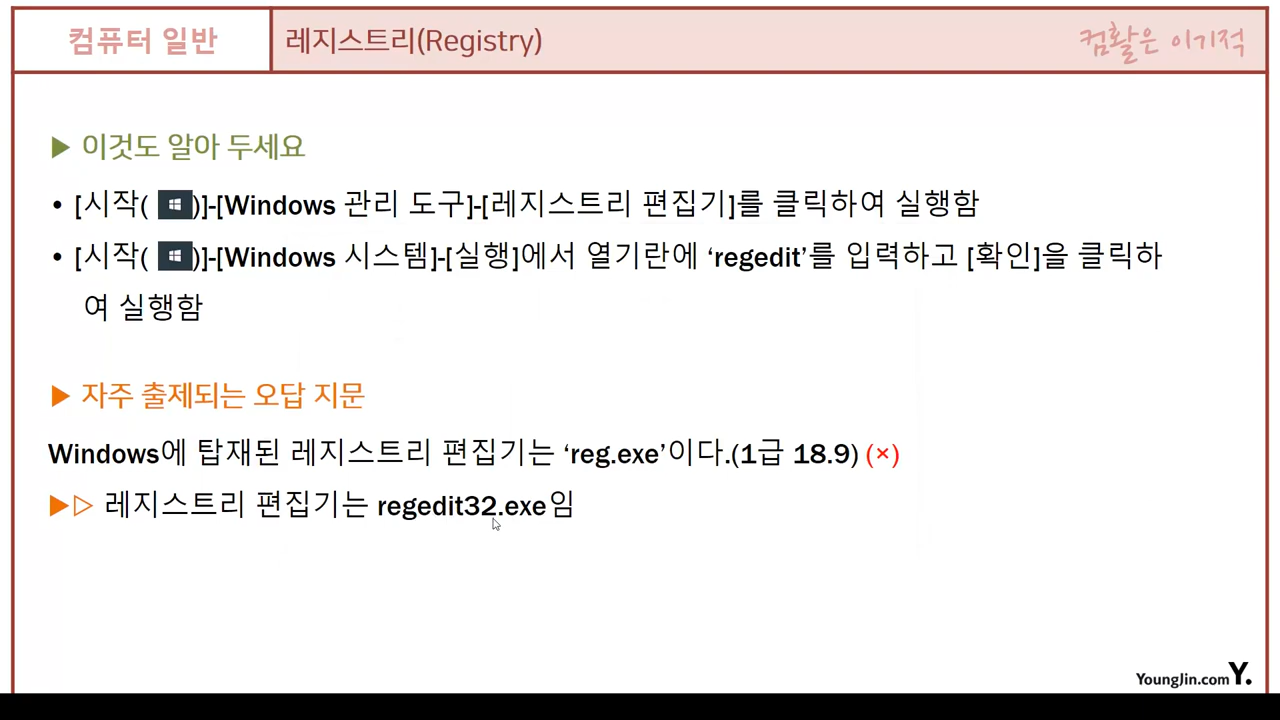 컴퓨터 일반
레지스트리(Registry)
컴활은 이기적
▶ 이것도 알아 두세요
• [시작( )]-[Windows 관리 도구]-[레지스트리 편집기]를 클릭하여 실행함
• [시작( )]-[Windows 시스템]-[실행]에서 열기란에 ‘regedit’를 입력하고 [확인]을 클릭하
여 실행함
▶ 자주 출제되는 오답 지문
Windows에 탑재된 레지스트리 편집기는 ‘reg.exe’이다.(1급 18.9) (×)
▶▷ 레지스트리 편집기는 regedit32.exe임
YoungJin.com Y.